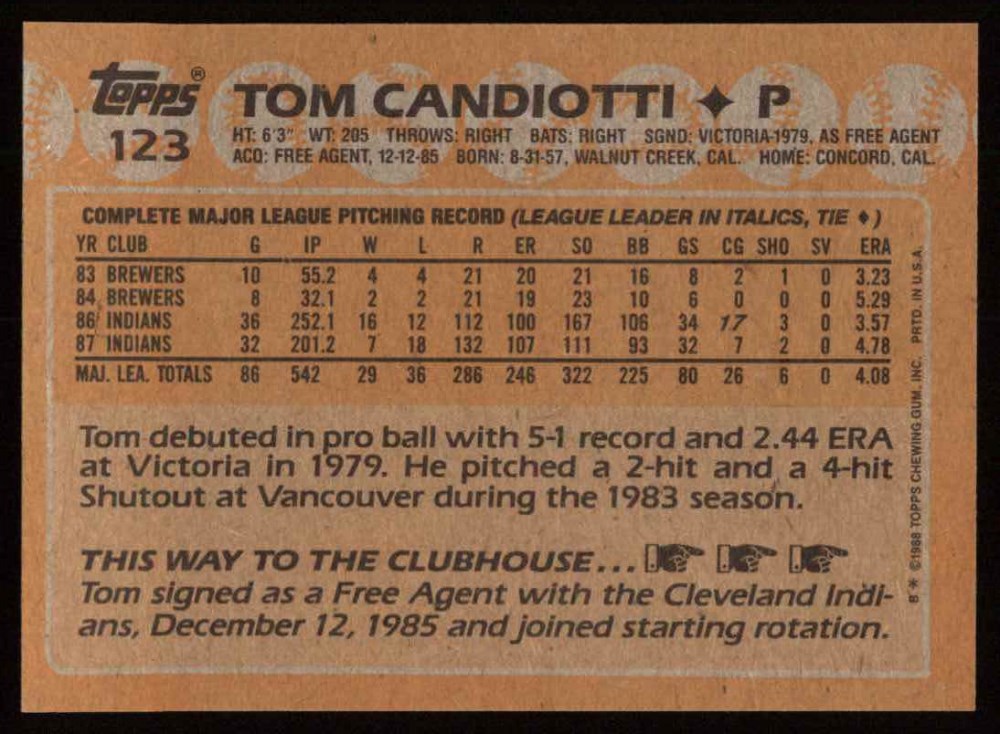 topps® TOM CANDIOTTI ✦ P
123 HT: 6'3" WT: 205 THROWS: RIGHT BATS: RIGHT SGND: VICTORIA-1979, AS FREE AGENT
ACQ: FREE AGENT, 12-12-85 BORN: 8-31-57, WALNUT CREEK, CAL. HOME: CONCORD, CAL.
COMPLETE MAJOR LEAGUE PITCHING RECORD (LEAGUE LEADER IN ITALICS, TIE ♦)
YR CLUB G IP W L R ER SO BB GS CG SHO SV ERA
83 BREWERS 10 55.2 4 4 21 20 21 16 8 2 1 0 3.23
84 BREWERS 8 32.1 2 2 21 19 23 10 6 0 0 0 5.29
86 INDIANS 36 252.1 16 12 112 100 167 106 34 17 3 0 3.57
87 INDIANS 32 201.2 7 18 132 107 111 93 32 7 2 0 4.78
MAJ. LEA. TOTALS 86 542 29 36 286 246 322 225 80 26 6 0 4.08
Tom debuted in pro ball with 5-1 record and 2.44 ERA
at Victoria in 1979. He pitched a 2-hit and a 4-hit
Shutout at Vancouver during the 1983 season.
THIS WAY TO THE CLUBHOUSE...
Tom signed as a Free Agent with the Cleveland Indi-
ans, December 12, 1985 and joined starting rotation.
B ** ©1988 TOPPS CHEWING GUM, INC. PRTD. IN U.S.A.